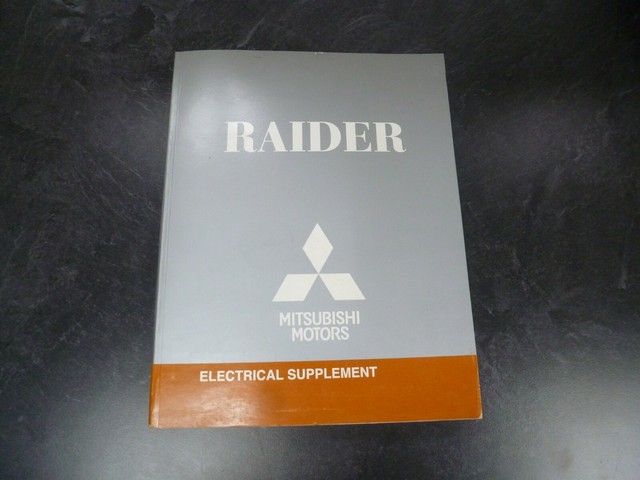 RAIDER
MITSUBISHI
MOTORS
ELECTRICAL SUPPLEMENT